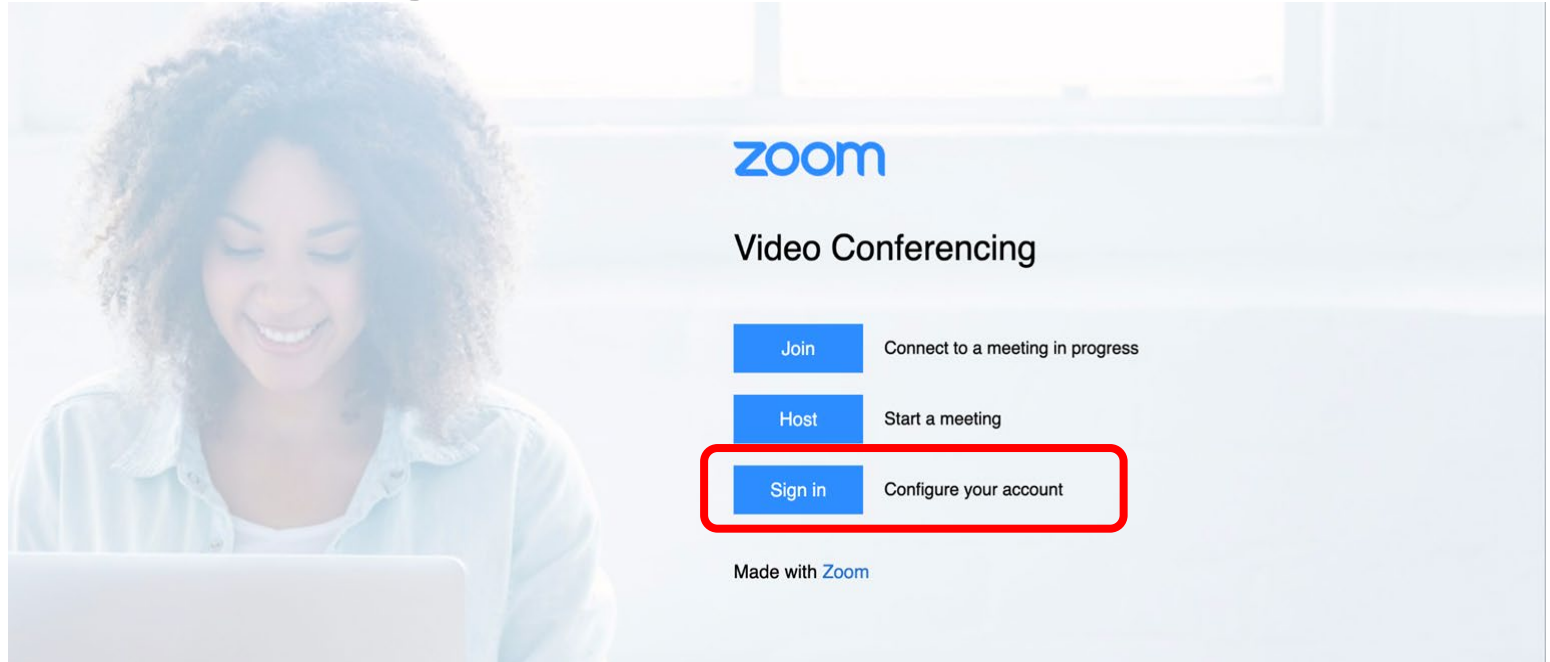 zoom
Video Conferencing
Join Connect to a meeting in progress
Host Start a meeting
Sign in Configure your account
Made with Zoom